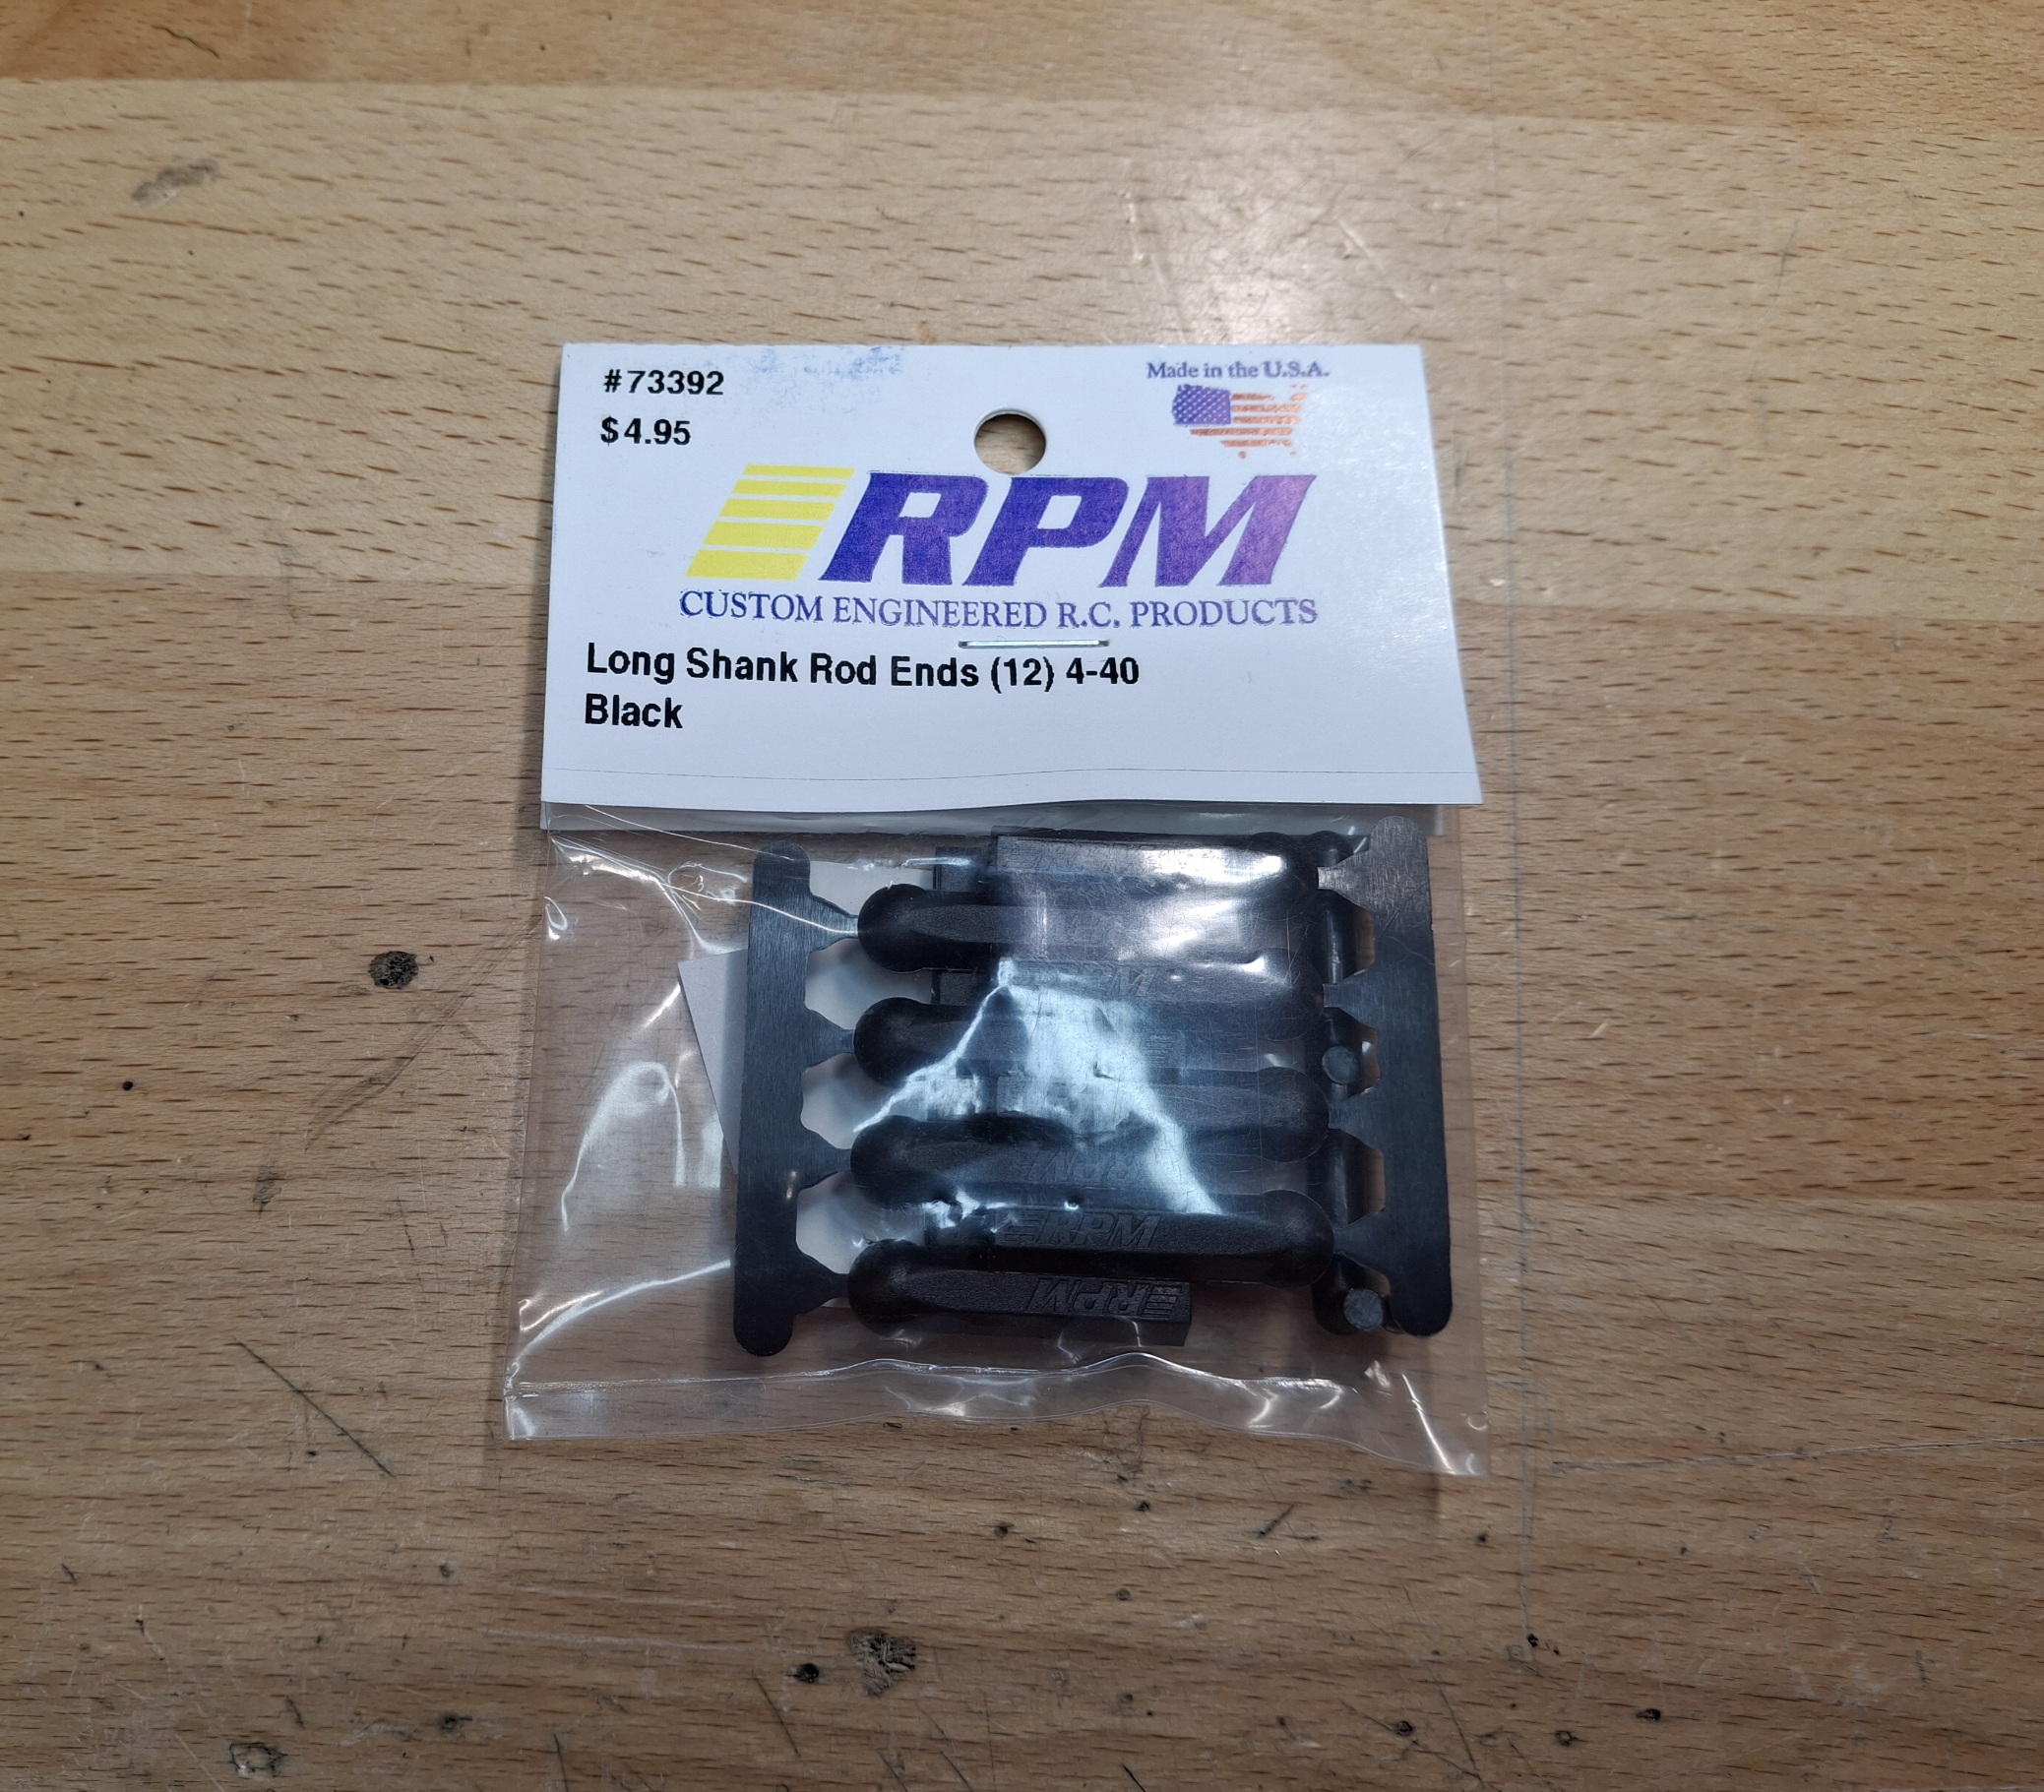 #73392
$4.95
Made in the U.S.A.
RPM
CUSTOM ENGINEERED R.C. PRODUCTS
Long Shank Rod Ends (12) 4-40
Black
RPM
RPM
RPM